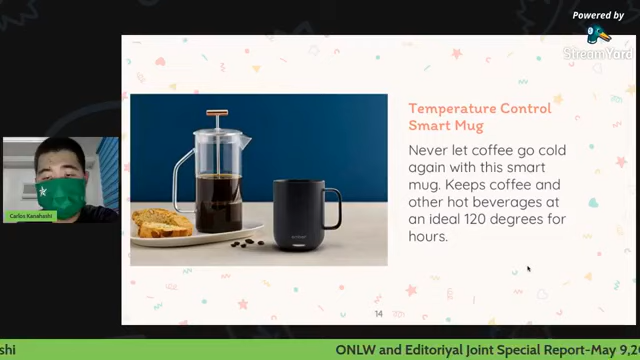 Powered by
StreamYard
Temperature Control
Smart Mug
Never let coffee go cold
again with this smart
mug. Keeps coffee and
other hot beverages at
an ideal 120 degrees for
hours.
Carlos Kanahashi
14
shi
ONLW and Editoriyal Joint Special Report-May 9,20